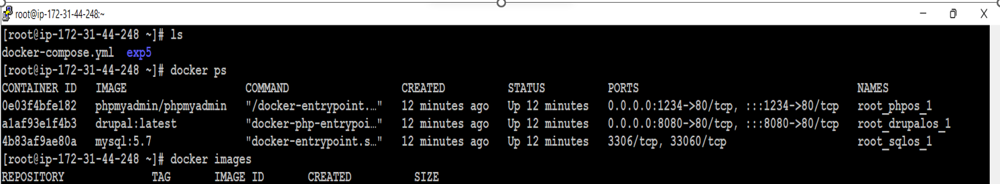 root@ip-172-31-44-248:~
[root@ip-172-31-44-248 ~]# ls
docker-compose.yml  exp5
[root@ip-172-31-44-248 ~]# docker ps
CONTAINER ID   IMAGE                   COMMAND                  CREATED          STATUS          PORTS                                   NAMES
0e03f4bfe182   phpmyadmin/phpmyadmin   "/docker-entrypoint.…"   12 minutes ago   Up 12 minutes   0.0.0.0:1234->80/tcp, :::1234->80/tcp   root_phpos_1
a1af93e1f4b3   drupal:latest           "docker-php-entrypoi…"   12 minutes ago   Up 12 minutes   0.0.0.0:8080->80/tcp, :::8080->80/tcp   root_drupalos_1
4b83af9ae80a   mysql:5.7               "docker-entrypoint.s…"   12 minutes ago   Up 12 minutes   3306/tcp, 33060/tcp                     root_sqlos_1
[root@ip-172-31-44-248 ~]# docker images
REPOSITORY              TAG       IMAGE ID       CREATED          SIZE